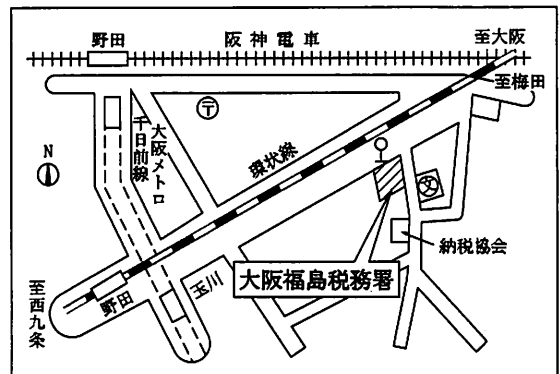 野田
阪神電車
至大阪
至梅田
〒
大阪メトロ
千日前線
環状線
N
文
納税協会
大阪福島税務署
玉川
野田
至西九条